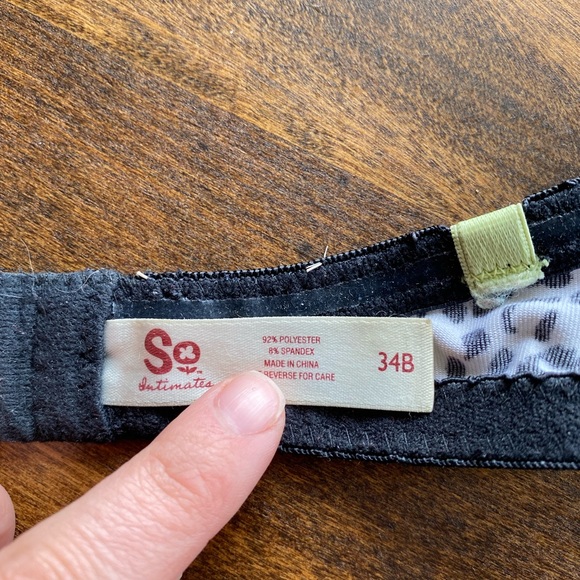 So
Intimates
92% POLYESTER
8% SPANDEX
MADE IN CHINA
REVERSE FOR CARE
34B